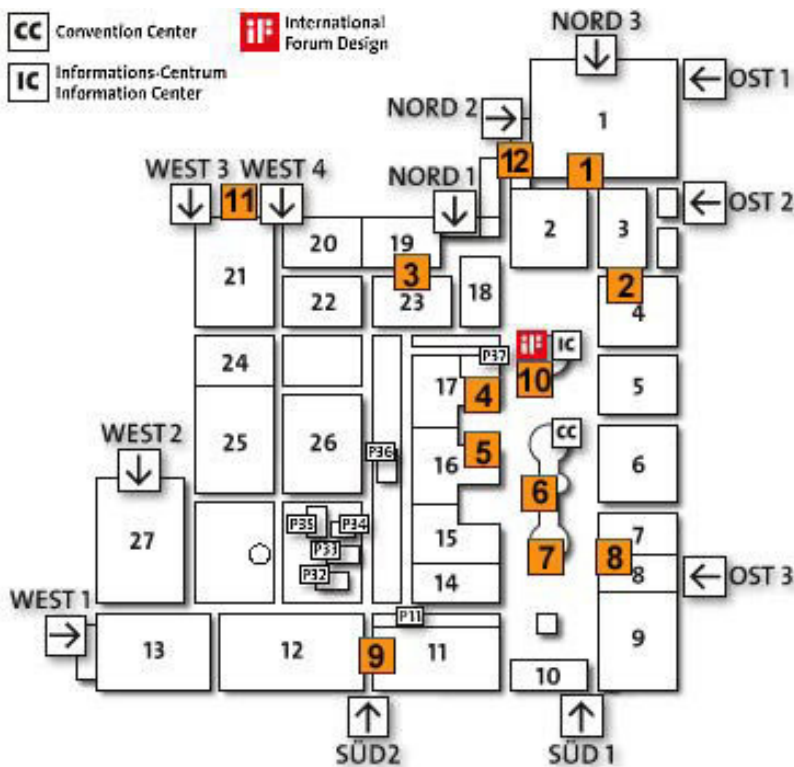 CC Convention Center
iF International
Forum Design
IC Informations-Centrum
Information Center
NORD 3
OST 1
1
NORD 2
12
1
WEST 3 WEST 4
11
NORD 1
OST 2
2
3
20
19
3
21
22
23
18
2
4
P37
iF
IC
24
17
4
10
5
WEST 2
25
26
P36
16
5
CC
6
6
27
P35
P34
P33
P32
15
7
7
8
14
8
OST 3
WEST 1
P11
13
12
9
11
9
10
SÜD2
SÜD 1